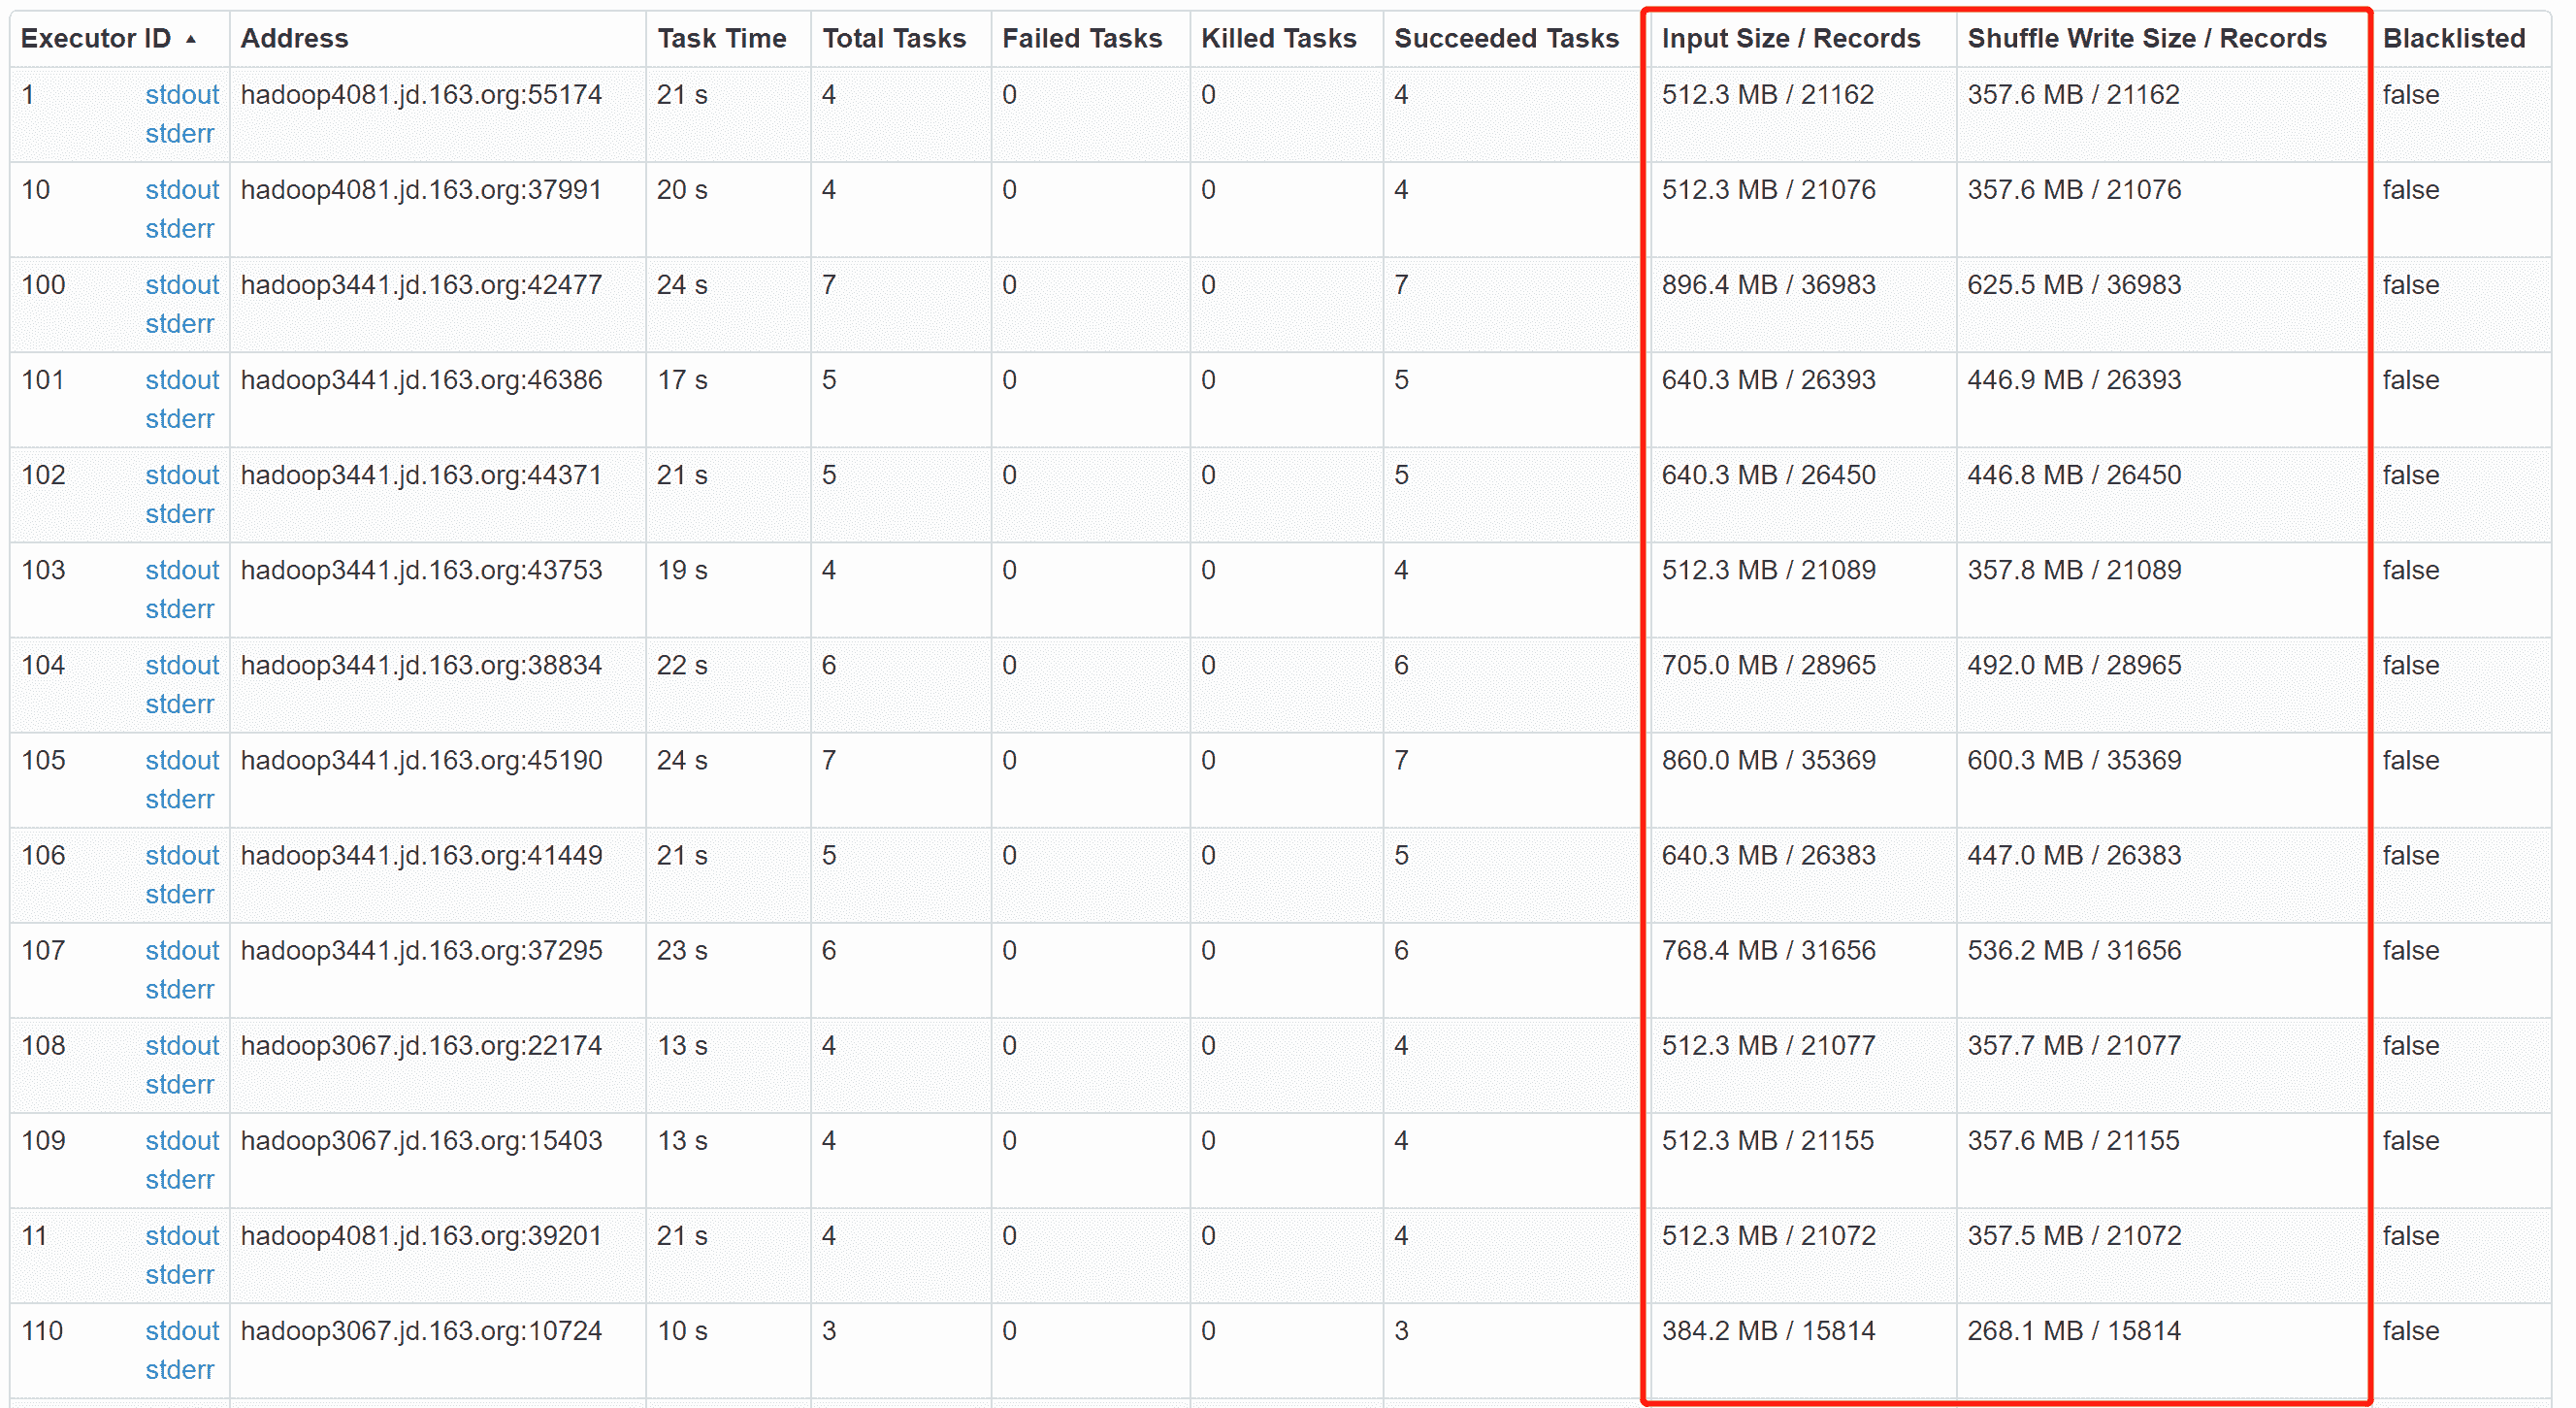 Executor ID ▲ Address Task Time Total Tasks Failed Tasks Killed Tasks Succeeded Tasks Input Size / Records Shuffle Write Size / Records Blacklisted
1 stdout hadoop4081.jd.163.org:55174 21 s 4 0 0 4 512.3 MB / 21162 357.6 MB / 21162 false
stderr
10 stdout hadoop4081.jd.163.org:37991 20 s 4 0 0 4 512.3 MB / 21076 357.6 MB / 21076 false
stderr
100 stdout hadoop3441.jd.163.org:42477 24 s 7 0 0 7 896.4 MB / 36983 625.5 MB / 36983 false
stderr
101 stdout hadoop3441.jd.163.org:46386 17 s 5 0 0 5 640.3 MB / 26393 446.9 MB / 26393 false
stderr
102 stdout hadoop3441.jd.163.org:44371 21 s 5 0 0 5 640.3 MB / 26450 446.8 MB / 26450 false
stderr
103 stdout hadoop3441.jd.163.org:43753 19 s 4 0 0 4 512.3 MB / 21089 357.8 MB / 21089 false
stderr
104 stdout hadoop3441.jd.163.org:38834 22 s 6 0 0 6 705.0 MB / 28965 492.0 MB / 28965 false
stderr
105 stdout hadoop3441.jd.163.org:45190 24 s 7 0 0 7 860.0 MB / 35369 600.3 MB / 35369 false
stderr
106 stdout hadoop3441.jd.163.org:41449 21 s 5 0 0 5 640.3 MB / 26383 447.0 MB / 26383 false
stderr
107 stdout hadoop3441.jd.163.org:37295 23 s 6 0 0 6 768.4 MB / 31656 536.2 MB / 31656 false
stderr
108 stdout hadoop3067.jd.163.org:22174 13 s 4 0 0 4 512.3 MB / 21077 357.7 MB / 21077 false
stderr
109 stdout hadoop3067.jd.163.org:15403 13 s 4 0 0 4 512.3 MB / 21155 357.6 MB / 21155 false
stderr
11 stdout hadoop4081.jd.163.org:39201 21 s 4 0 0 4 512.3 MB / 21072 357.5 MB / 21072 false
stderr
110 stdout hadoop3067.jd.163.org:10724 10 s 3 0 0 3 384.2 MB / 15814 268.1 MB / 15814 false
stderr